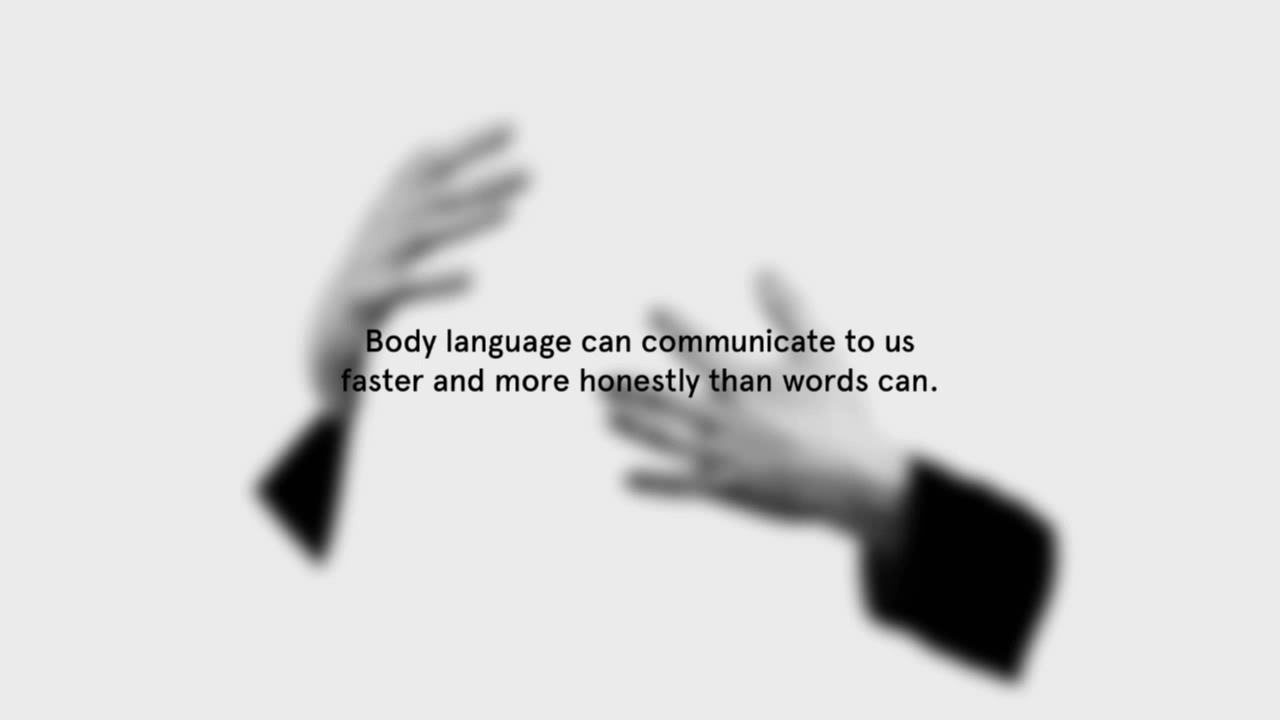 Body language can communicate to us
faster and more honestly than words can.